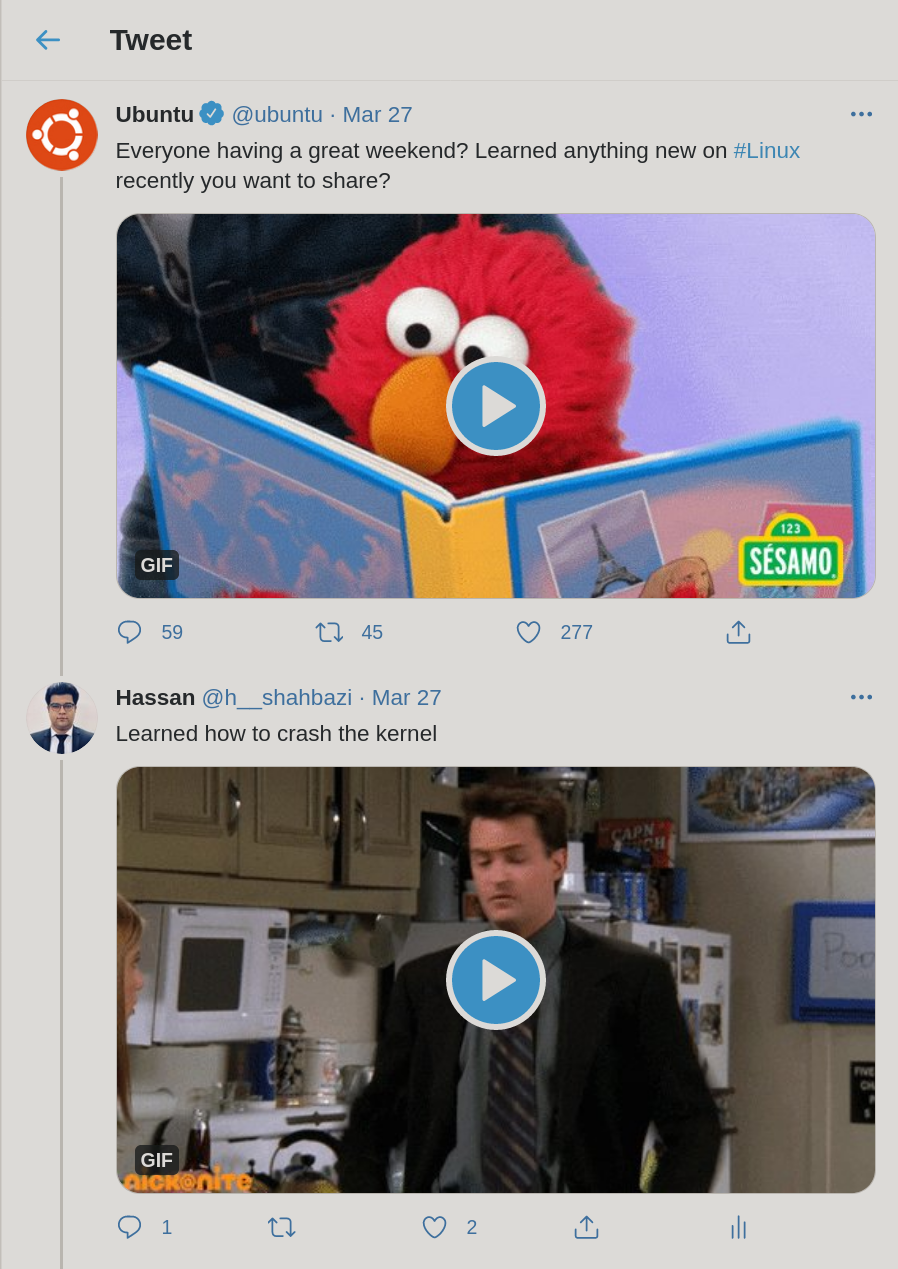 Tweet
Ubuntu @ubuntu · Mar 27
Everyone having a great weekend? Learned anything new on #Linux
recently you want to share?
123
SÉSAMO
GIF
59 45 277
Hassan @h__shahbazi · Mar 27
Learned how to crash the kernel
CAPN
CRUNCH
Poo
FIVE
GIF
nick@nite
1 2